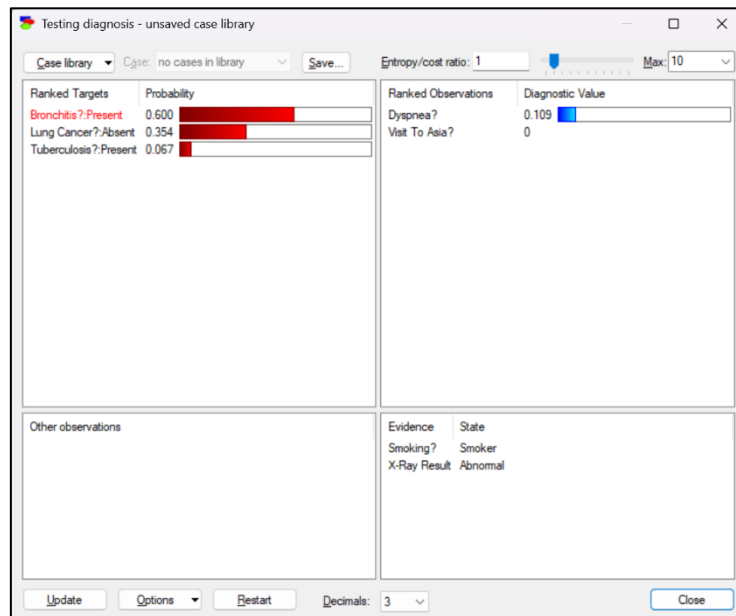 Testing diagnosis - unsaved case library
Case library Case: no cases in library Save... Entropy/cost ratio: 1 Max: 10
Ranked Targets Probability
Bronchitis?:Present 0.600
Lung Cancer?:Absent 0.354
Tuberculosis?:Present 0.067
Ranked Observations Diagnostic Value
Dyspnea? 0.109
Visit To Asia? 0
Other observations
Evidence State
Smoking? Smoker
X-Ray Result Abnormal
Update Options Restart Decimals: 3 Close